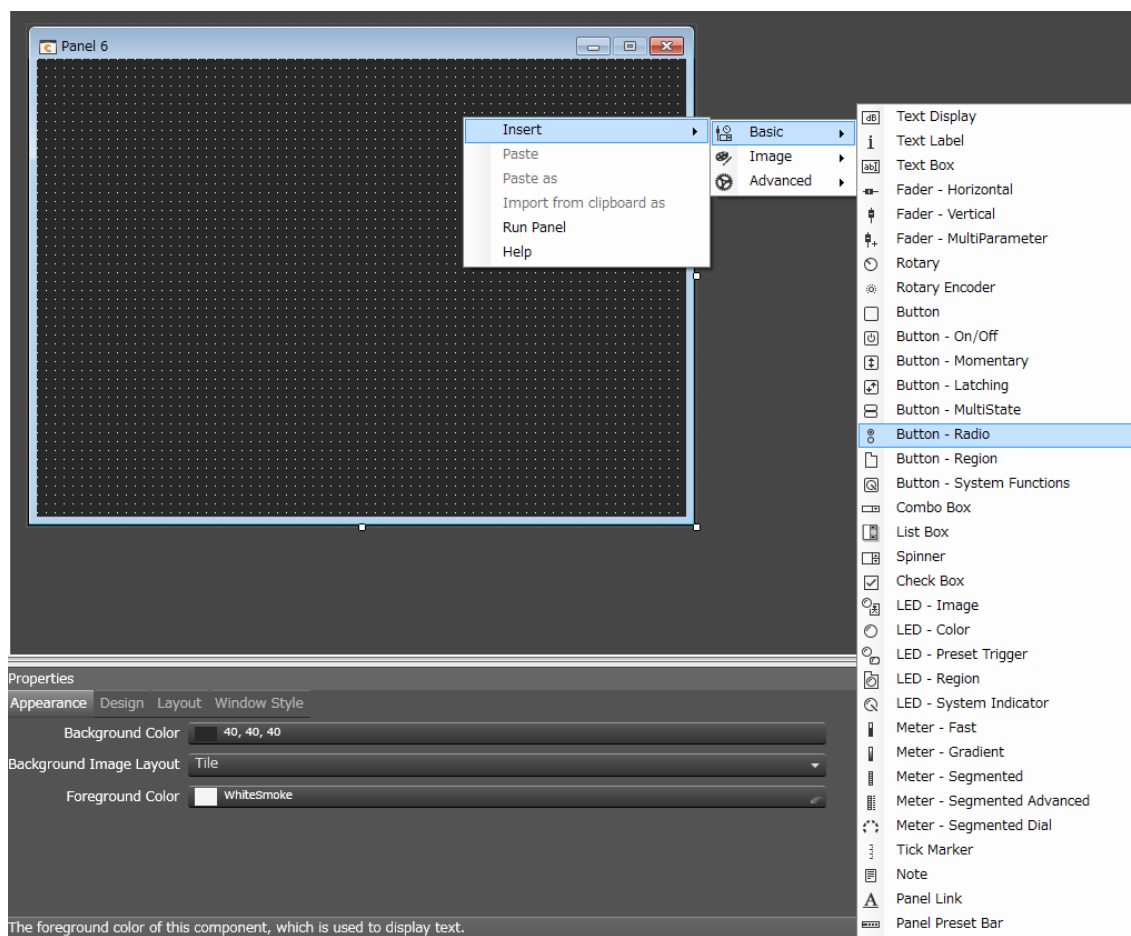 Panel 6
Insert
Paste
Paste as
Import from clipboard as
Run Panel
Help
Basic
Image
Advanced
Text Display
Text Label
Text Box
Fader - Horizontal
Fader - Vertical
Fader - MultiParameter
Rotary
Rotary Encoder
Button
Button - On/Off
Button - Momentary
Button - Latching
Button - MultiState
Button - Radio
Button - Region
Button - System Functions
Combo Box
List Box
Spinner
Check Box
LED - Image
LED - Color
LED - Preset Trigger
LED - Region
LED - System Indicator
Meter - Fast
Meter - Gradient
Meter - Segmented
Meter - Segmented Advanced
Meter - Segmented Dial
Tick Marker
Note
Panel Link
Panel Preset Bar
Properties
Appearance Design Layout Window Style
Background Color 40, 40, 40
Background Image Layout Tile
Foreground Color WhiteSmoke
The foreground color of this component, which is used to display text.